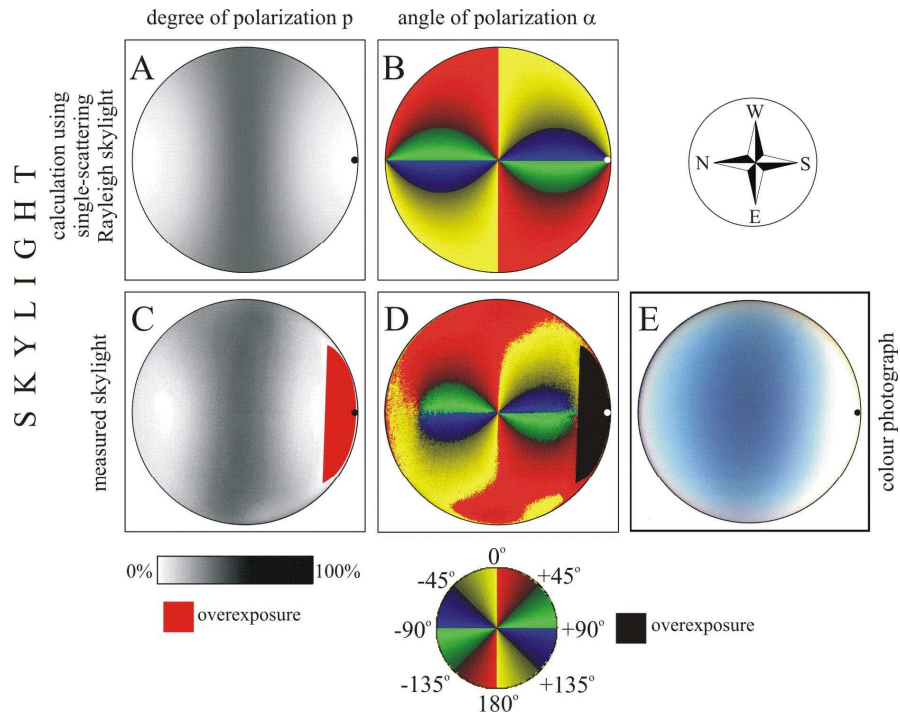 degree of polarization p
angle of polarization α
SKYLIGHT
calculation using
single-scattering
Rayleigh skylight
A
B
W
N
S
E
measured skylight
C
D
E
colour photograph
0%
100%
overexposure
0°
-45°
+45°
-90°
+90°
-135°
+135°
180°
overexposure